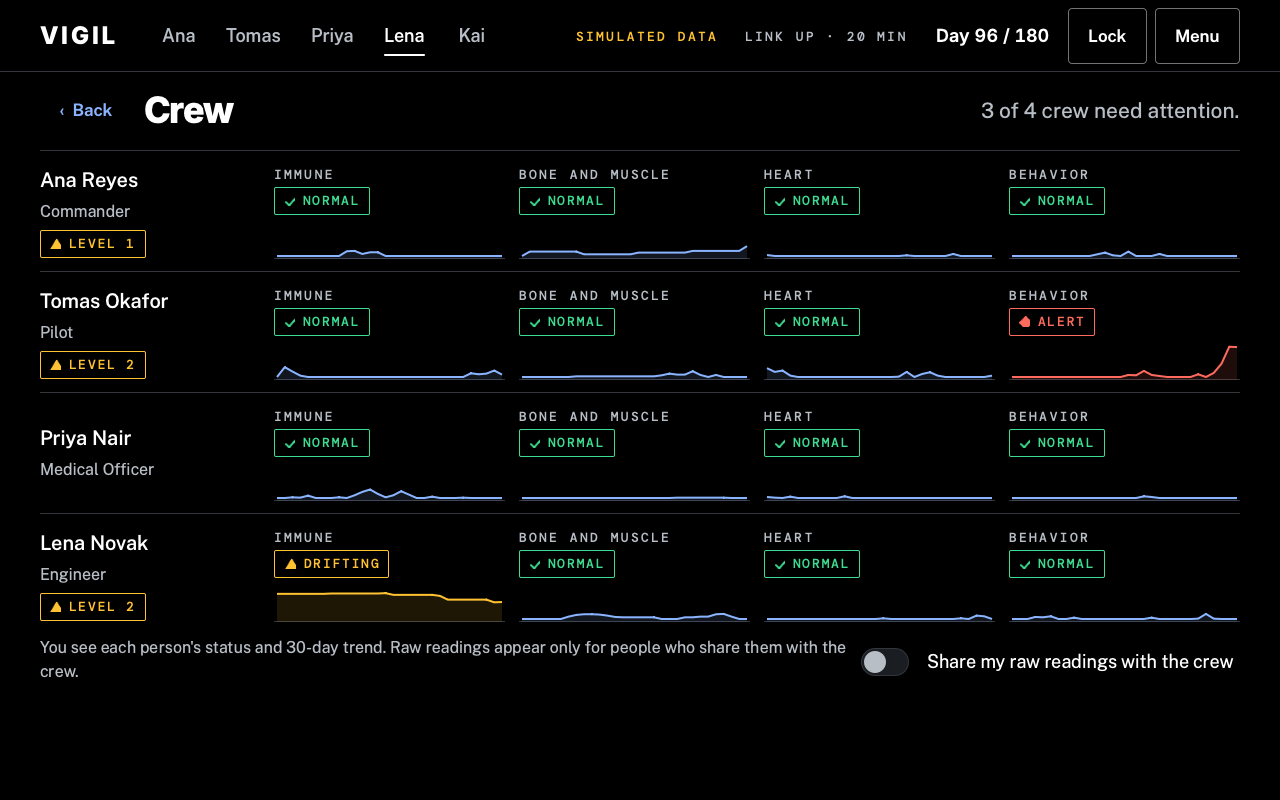 VIGIL Ana Tomas Priya Lena Kai SIMULATED DATA LINK UP · 20 MIN Day 96 / 180 Lock Menu
‹ Back Crew 3 of 4 crew need attention.
Ana Reyes
Commander
LEVEL 1
IMMUNE
NORMAL
BONE AND MUSCLE
NORMAL
HEART
NORMAL
BEHAVIOR
NORMAL
Tomas Okafor
Pilot
LEVEL 2
IMMUNE
NORMAL
BONE AND MUSCLE
NORMAL
HEART
NORMAL
BEHAVIOR
ALERT
Priya Nair
Medical Officer
IMMUNE
NORMAL
BONE AND MUSCLE
NORMAL
HEART
NORMAL
BEHAVIOR
NORMAL
Lena Novak
Engineer
LEVEL 2
IMMUNE
DRIFTING
BONE AND MUSCLE
NORMAL
HEART
NORMAL
BEHAVIOR
NORMAL
You see each person's status and 30-day trend. Raw readings appear only for people who share them with the
crew.
Share my raw readings with the crew